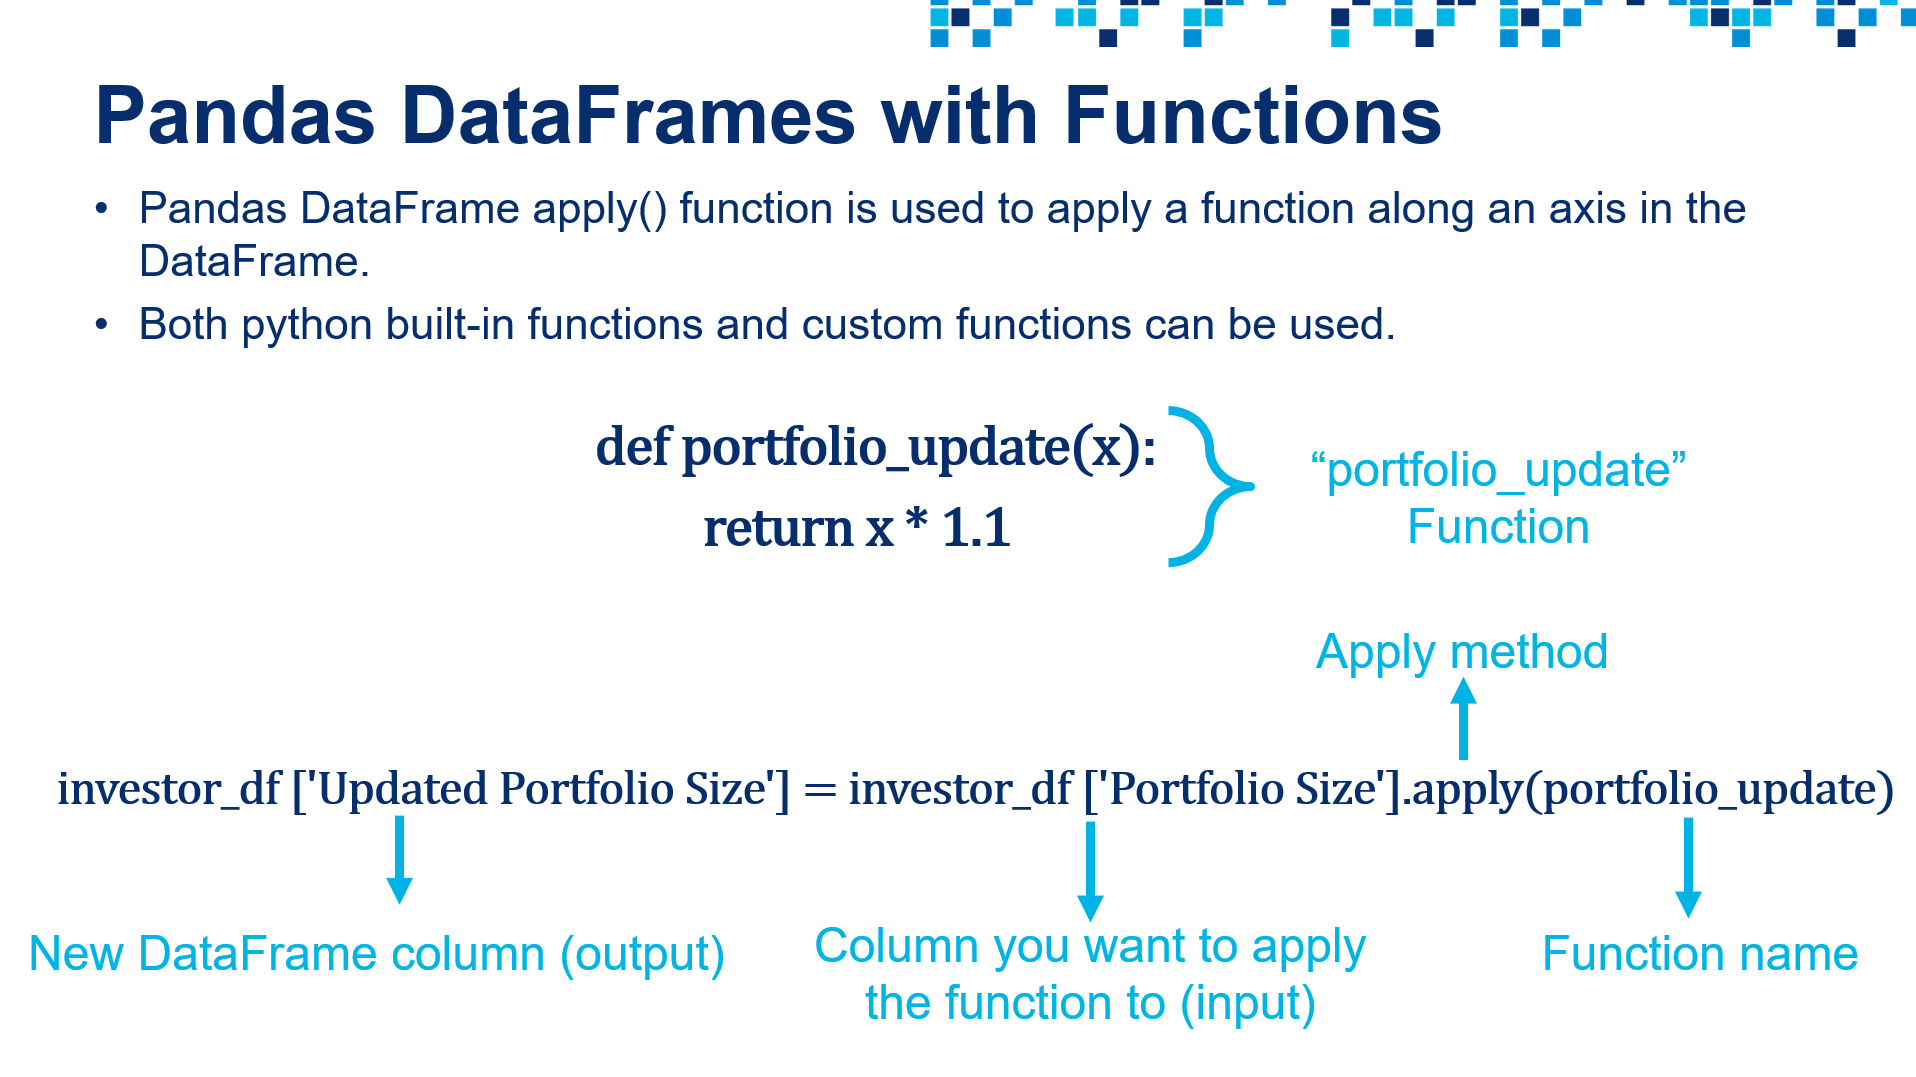 Pandas DataFrames with Functions
• Pandas DataFrame apply() function is used to apply a function along an axis in the
DataFrame.
• Both python built-in functions and custom functions can be used.
def portfolio_update(x):
return x * 1.1
“portfolio_update”
Function
Apply method
investor_df ['Updated Portfolio Size'] = investor_df ['Portfolio Size'].apply(portfolio_update)
New DataFrame column (output)
Column you want to apply
the function to (input)
Function name